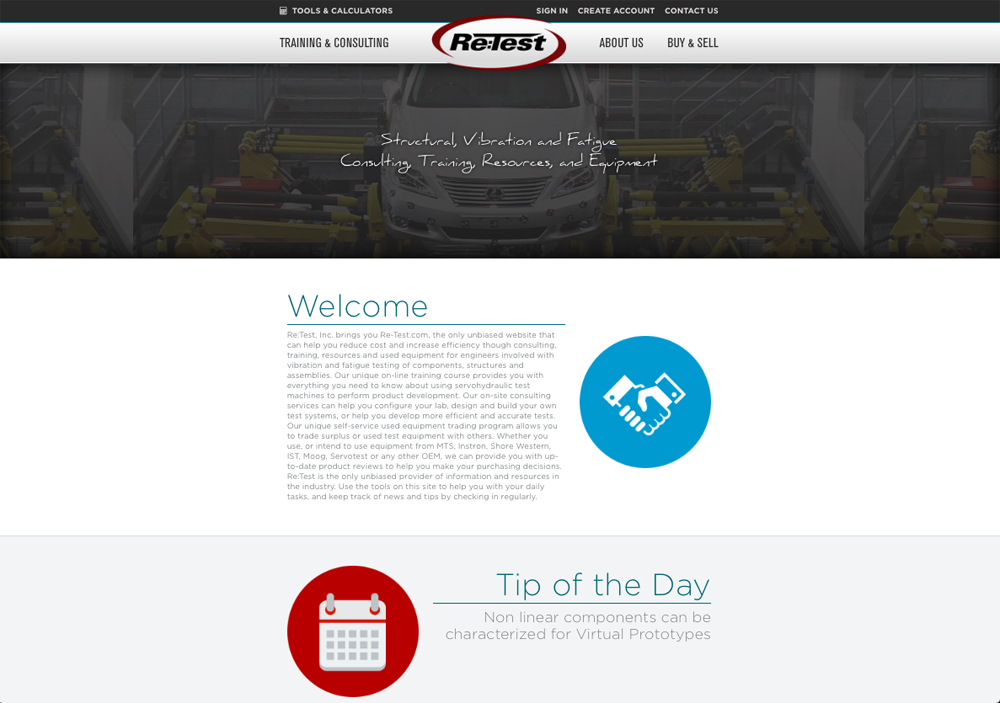 TOOLS & CALCULATORS
SIGN IN CREATE ACCOUNT CONTACT US
TRAINING & CONSULTING
Re:Test
ABOUT US BUY & SELL
Structural, Vibration and Fatigue
Consulting, Training, Resources, and Equipment
Welcome
Re:Test, Inc. brings you Re-Test.com, the only unbiased website that
can help you reduce cost and increase efficiency though consulting,
training, resources and used equipment for engineers involved with
vibration and fatigue testing of components, structures and
assemblies. Our unique on-line training course provides you with
everything you need to know about using servohydraulic test
machines to perform product development. Our on-site consulting
services can help you configure your lab, design and build your own
test systems, or help you develop more efficient and accurate tests.
Our unique self-service used equipment trading program allows you
to trade surplus or used test equipment with others. Whether you
use, or intend to use equipment from MTS, Instron, Shore Western,
IST, Moog, Servotest or any other OEM, we can provide you with up-
to-date product reviews to help you make your purchasing decisions.
Re:Test is the only unbiased provider of information and resources in
the industry. Use the tools on this site to help you with your daily
tasks, and keep track of news and tips by checking in regularly.
Tip of the Day
Non linear components can be
characterized for Virtual Prototypes